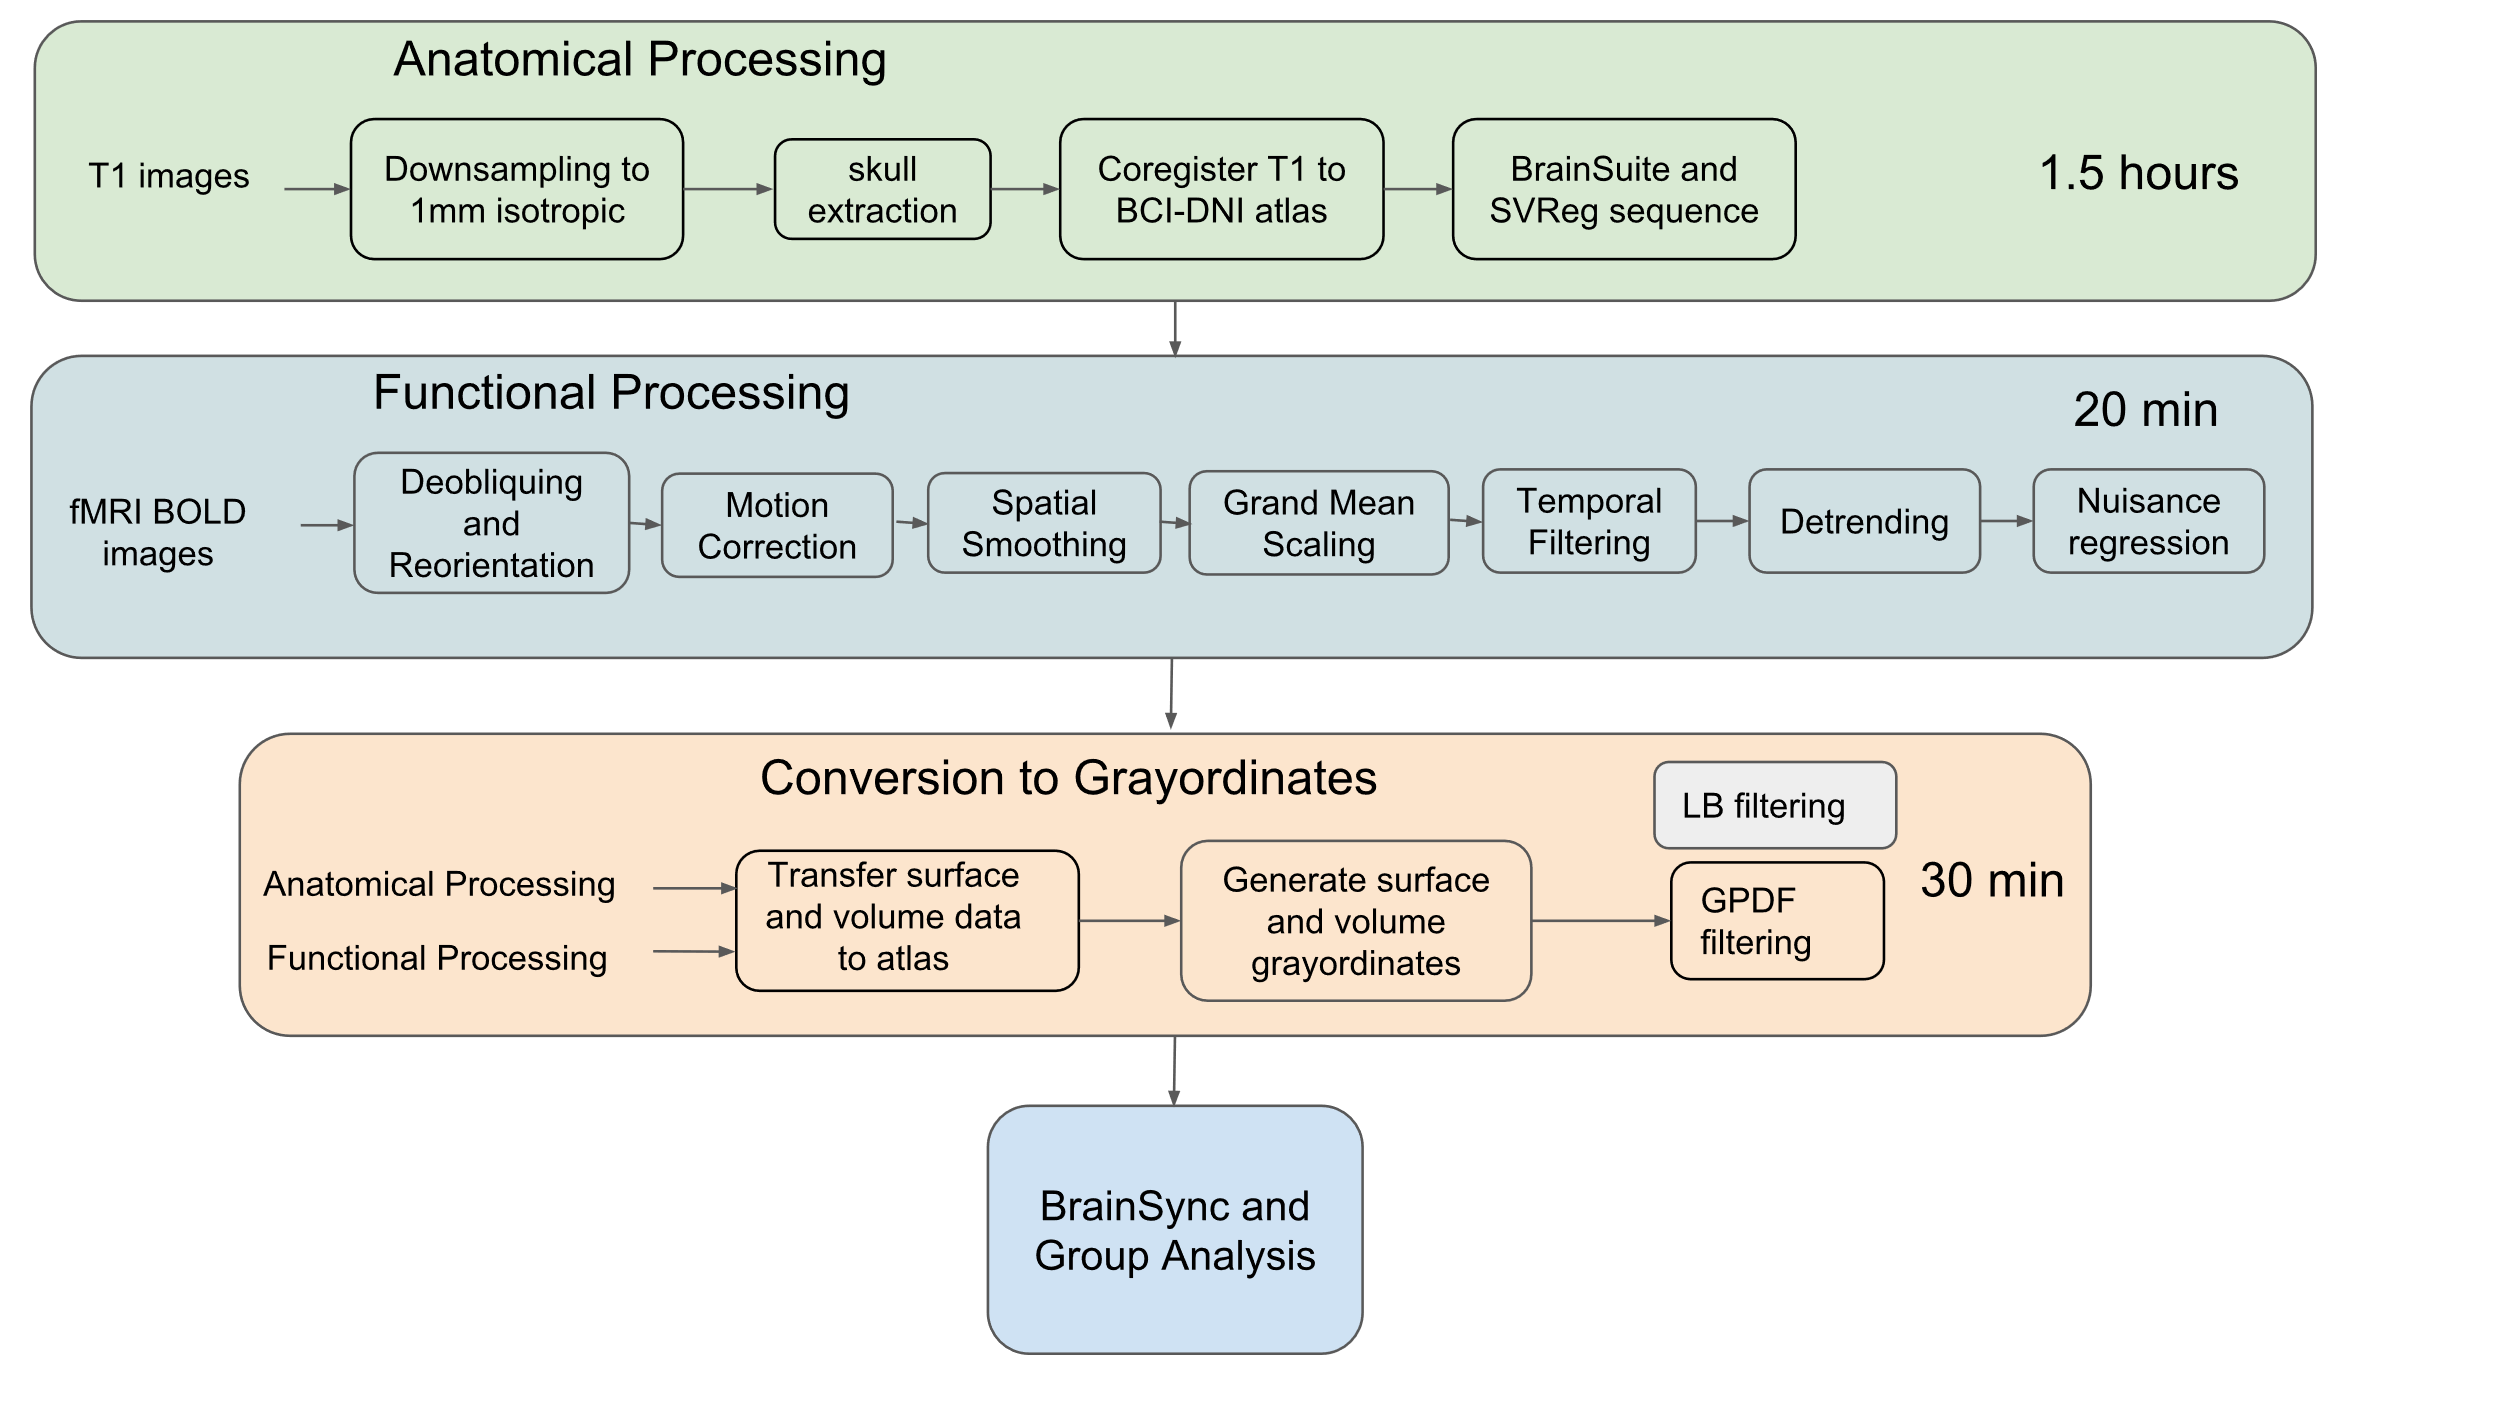 Anatomical Processing
T1 images
Downsampling to
1mm isotropic
skull
extraction
Coregister T1 to
BCI-DNI atlas
BrainSuite and
SVReg sequence
1.5 hours
Functional Processing
20 min
fMRI BOLD
images
Deobliquing
and
Reorientation
Motion
Correction
Spatial
Smoothing
Grand Mean
Scaling
Temporal
Filtering
Detrending
Nuisance
regression
Conversion to Grayordinates
Anatomical Processing
Functional Processing
Transfer surface
and volume data
to atlas
Generate surface
and volume
grayordinates
LB filtering
GPDF
filtering
30 min
BrainSync and
Group Analysis